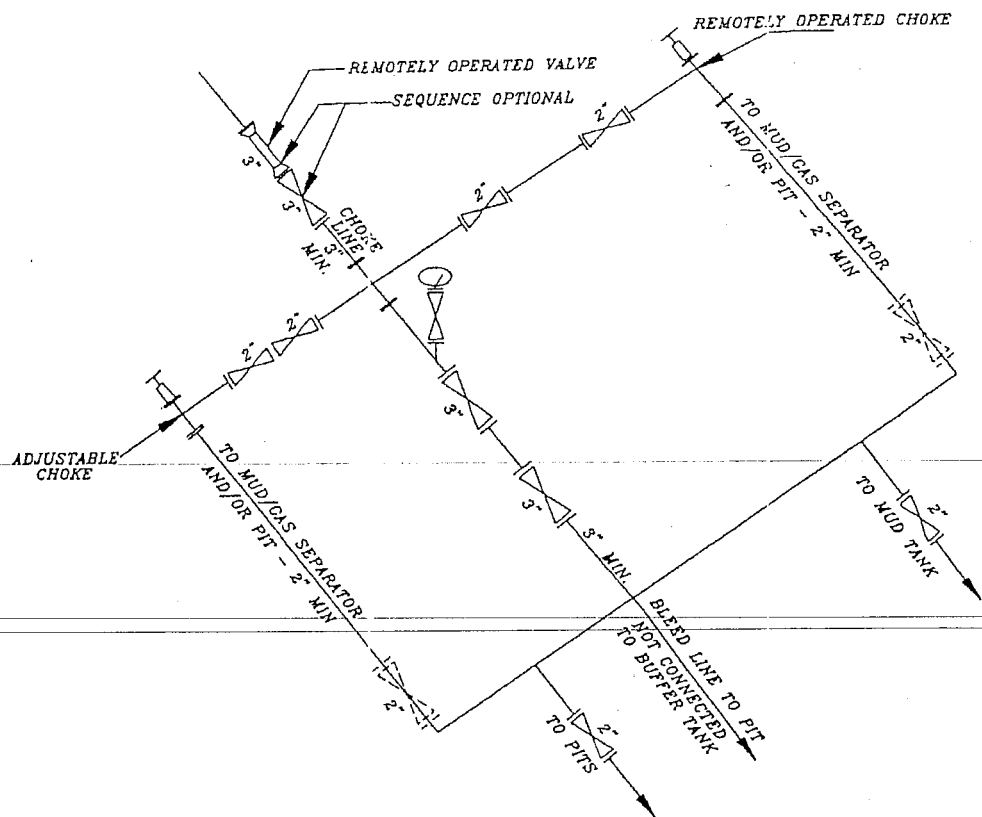 REMOTELY OPERATED CHOKE
REMOTELY OPERATED VALVE
SEQUENCE OPTIONAL
3"
3"
CHOKE
LINE
3"
MIN.
2"
2"
TO MUD/GAS SEPARATOR
AND/OR PIT - 2" MIN
2"
2"
2"
ADJUSTABLE
CHOKE
3"
3"
3" MIN.
TO MUD/GAS SEPARATOR
AND/OR PIT - 2" MIN
2"
2"
TO MUD TANK
BLEED LINE TO PIT
NOT CONNECTED
TO BUFFER TANK
2"
TO PITS